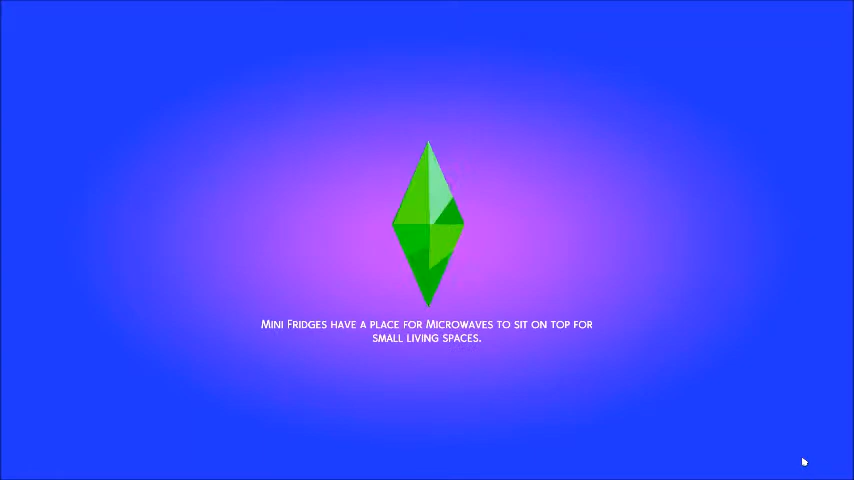 Mini Fridges have a place for Microwaves to sit on top for
small living spaces.